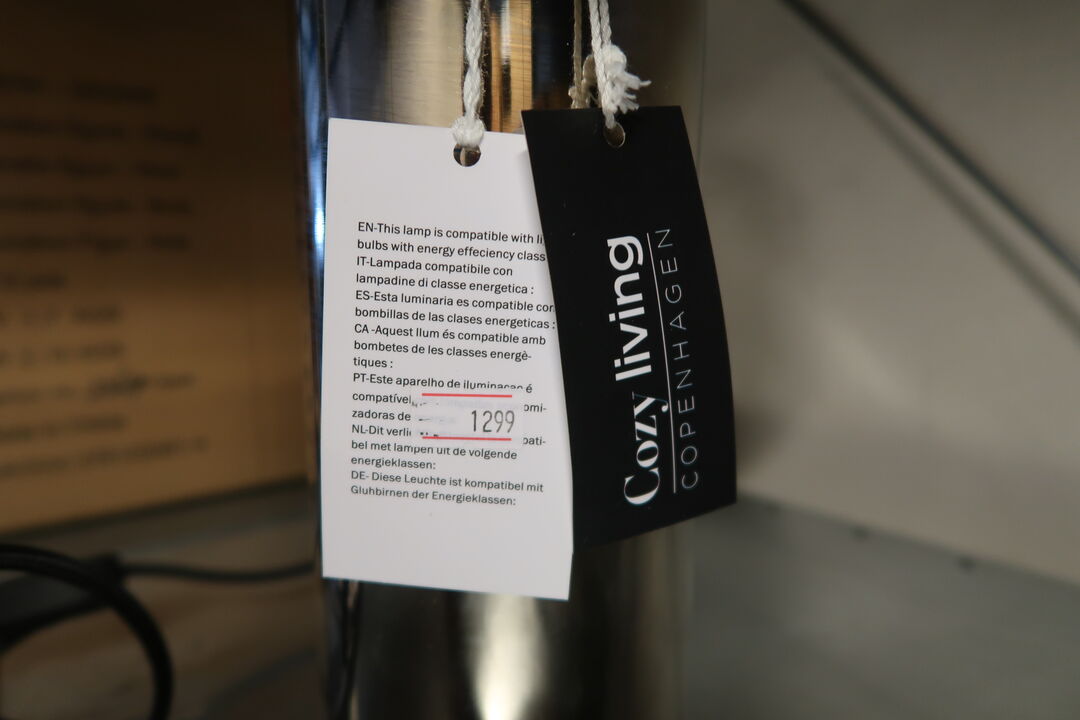 EN-This lamp is compatible with li
bulbs with energy effeciency class
IT-Lampada compatibile con
lampadine di classe energetica :
ES-Esta luminaria es compatible con
bombillas de las clases energeticas :
CA -Aquest llum és compatible amb
bombetes de les classes energè-
tiques :
PT-Este aparelho de iluminaçao é
compatível omi-
zadoras de
1299
NL-Dit verli pati-
bel met lampen uit de volgende
energieklassen:
DE- Diese Leuchte ist kompatibel mit
Gluhbirnen der Energieklassen:
Cozy living
COPENHAGEN